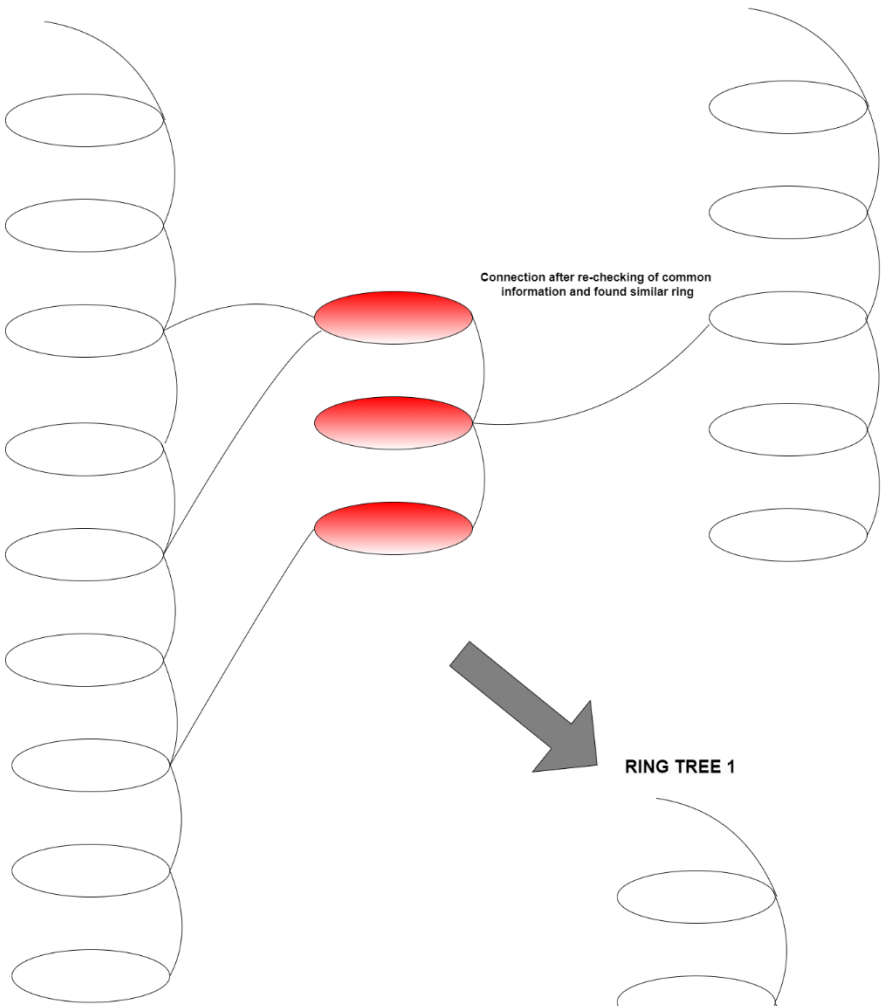 Connection after re-checking of common
information and found similar ring
RING TREE 1